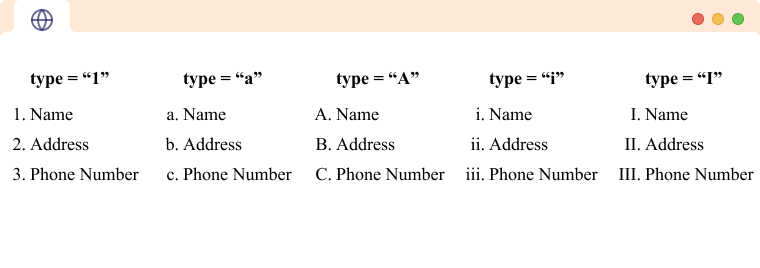 type = “1”
1. Name
2. Address
3. Phone Number
type = “a”
a. Name
b. Address
c. Phone Number
type = “A”
A. Name
B. Address
C. Phone Number
type = “i”
i. Name
ii. Address
iii. Phone Number
type = “I”
I. Name
II. Address
III. Phone Number